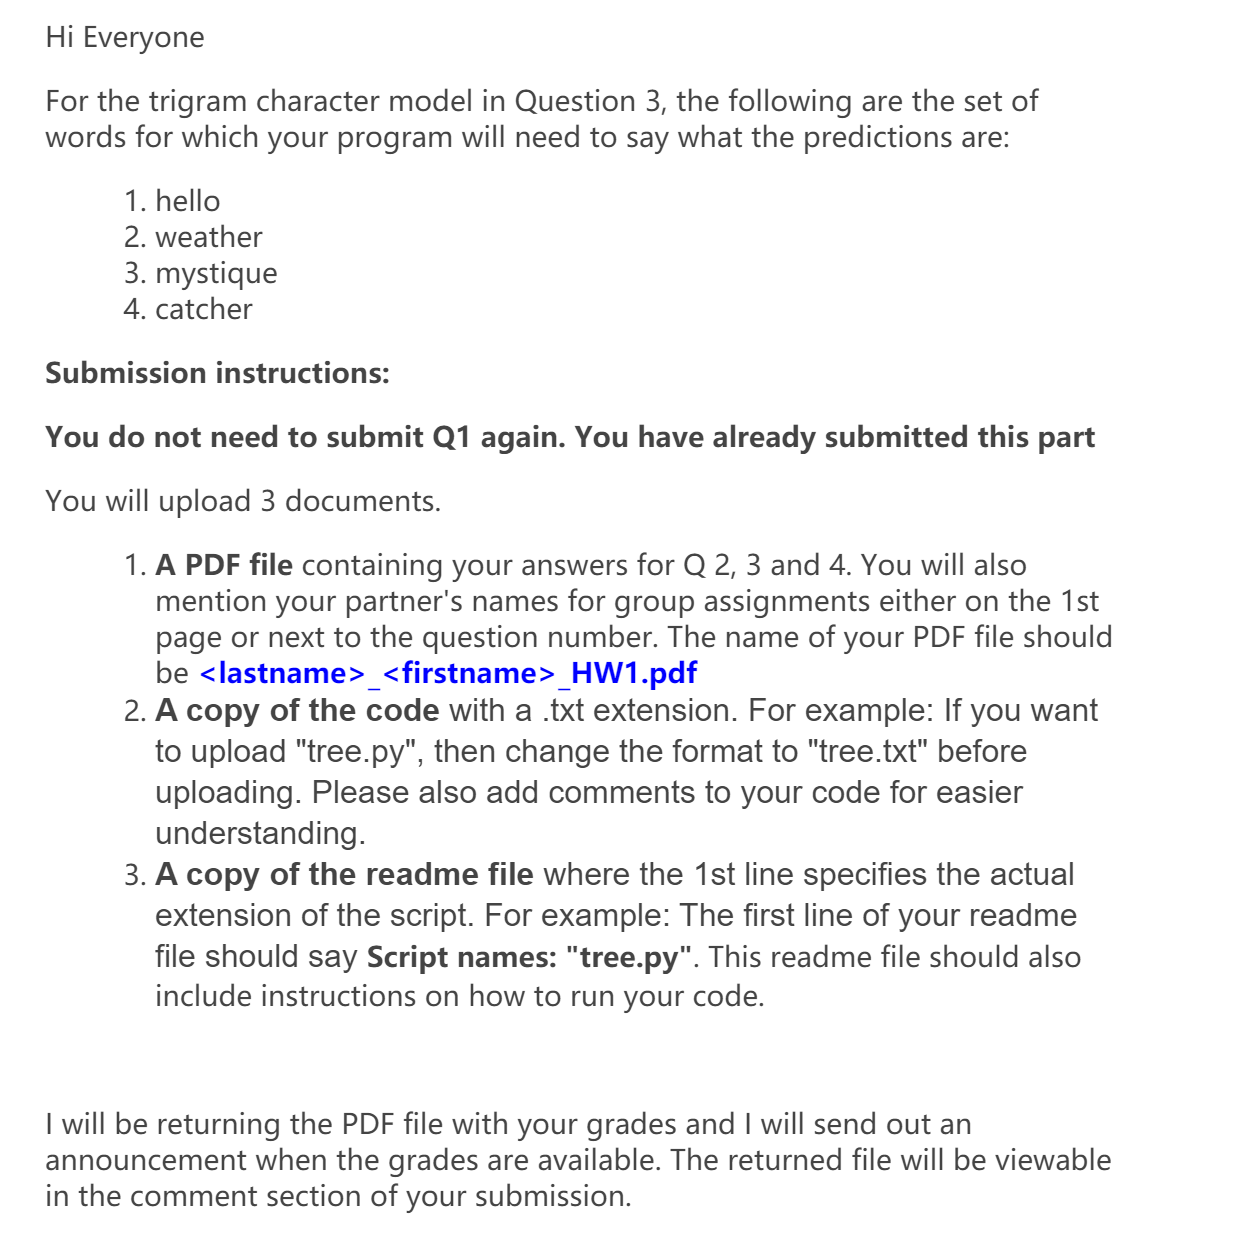 Hi Everyone
For the trigram character model in Question 3, the following are the set of
words for which your program will need to say what the predictions are:
1. hello
2. weather
3. mystique
4. catcher
Submission instructions:
You do not need to submit Q1 again. You have already submitted this part
You will upload 3 documents.
1. A PDF file containing your answers for Q 2, 3 and 4. You will also
mention your partner's names for group assignments either on the 1st
page or next to the question number. The name of your PDF file should
be <lastname>_<firstname>_HW1.pdf
2. A copy of the code with a .txt extension. For example: If you want
to upload "tree.py", then change the format to "tree.txt" before
uploading. Please also add comments to your code for easier
understanding.
3. A copy of the readme file where the 1st line specifies the actual
extension of the script. For example: The first line of your readme
file should say Script names: "tree.py". This readme file should also
include instructions on how to run your code.
I will be returning the PDF file with your grades and I will send out an
announcement when the grades are available. The returned file will be viewable
in the comment section of your submission.